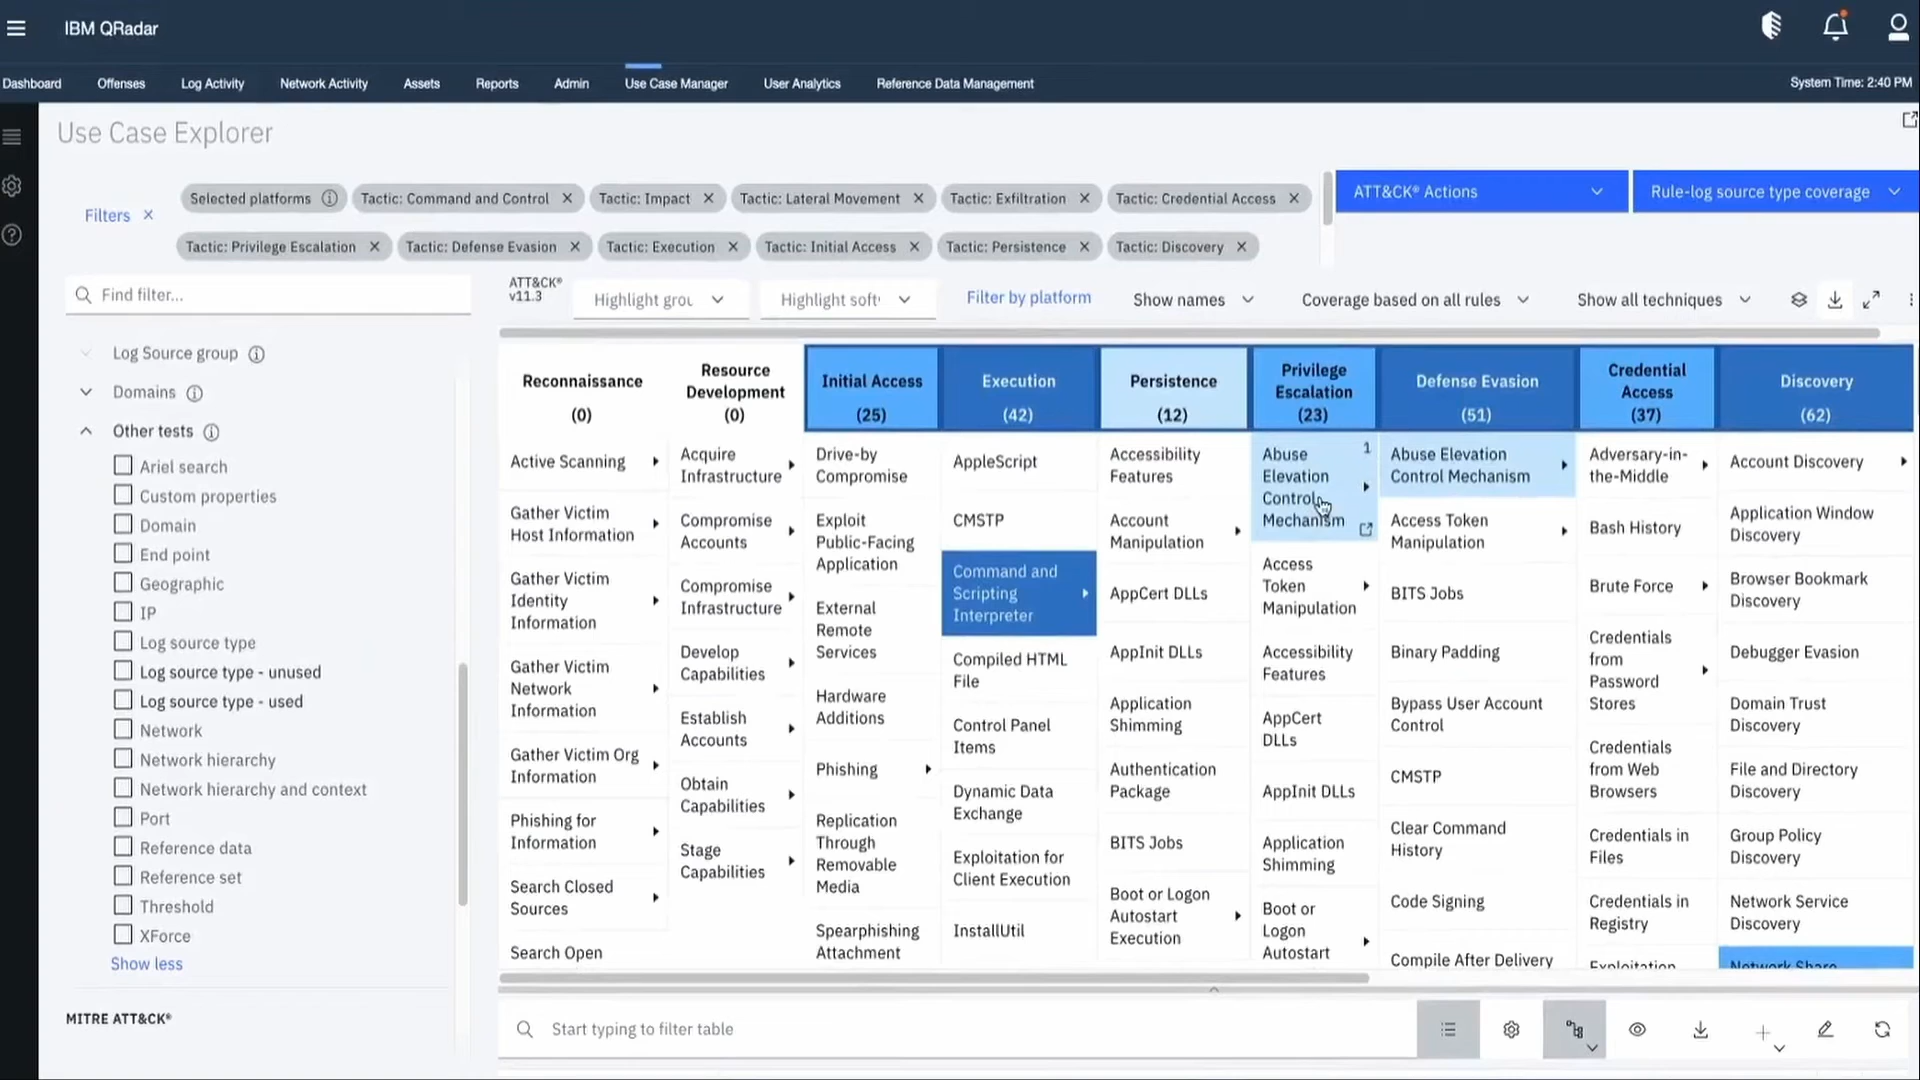 IBM QRadar
Dashboard
Offenses
Log Activity
Network Activity
Assets
Reports
Admin
Use Case Manager
User Analytics
Reference Data Management
System Time: 2:40 PM
Use Case Explorer
Filters
Selected platforms
Tactic: Command and Control
Tactic: Impact
Tactic: Lateral Movement
Tactic: Exfiltration
Tactic: Credential Access
Tactic: Privilege Escalation
Tactic: Defense Evasion
Tactic: Execution
Tactic: Initial Access
Tactic: Persistence
Tactic: Discovery
ATT&CK® Actions
Rule-log source type coverage
Find filter...
Log Source group
Domains
Other tests
Ariel search
Custom properties
Domain
End point
Geographic
IP
Log source type
Log source type - unused
Log source type - used
Network
Network hierarchy
Network hierarchy and context
Port
Reference data
Reference set
Threshold
XForce
Show less
MITRE ATT&CK®
ATT&CK®
v11.3
Highlight grou
Highlight soft
Filter by platform
Show names
Coverage based on all rules
Show all techniques
Reconnaissance
(0)
Active Scanning
Gather Victim
Host Information
Gather Victim
Identity
Information
Gather Victim
Network
Information
Gather Victim Org
Information
Phishing for
Information
Search Closed
Sources
Search Open
Resource
Development
(0)
Acquire
Infrastructure
Compromise
Accounts
Compromise
Infrastructure
Develop
Capabilities
Establish
Accounts
Obtain
Capabilities
Stage
Capabilities
Initial Access
(25)
Drive-by
Compromise
Exploit
Public-Facing
Application
External
Remote
Services
Hardware
Additions
Phishing
Replication
Through
Removable
Media
Spearphishing
Attachment
Execution
(42)
AppleScript
CMSTP
Command and
Scripting
Interpreter
Compiled HTML
File
Control Panel
Items
Dynamic Data
Exchange
Exploitation for
Client Execution
InstallUtil
Persistence
(12)
Accessibility
Features
Account
Manipulation
AppCert DLLs
AppInit DLLs
Application
Shimming
Authentication
Package
BITS Jobs
Boot or Logon
Autostart
Execution
Privilege
Escalation
(23)
Abuse
Elevation
Control
Mechanism
1
Access
Token
Manipulation
Accessibility
Features
AppCert
DLLs
AppInit DLLs
Application
Shimming
Boot or
Logon
Autostart
Defense Evasion
(51)
Abuse Elevation
Control Mechanism
Access Token
Manipulation
BITS Jobs
Binary Padding
Bypass User Account
Control
CMSTP
Clear Command
History
Code Signing
Compile After Delivery
Credential
Access
(37)
Adversary-in-
the-Middle
Bash History
Brute Force
Credentials
from
Password
Stores
Credentials
from Web
Browsers
Credentials in
Files
Credentials in
Registry
Exploitation
Discovery
(62)
Account Discovery
Application Window
Discovery
Browser Bookmark
Discovery
Debugger Evasion
Domain Trust
Discovery
File and Directory
Discovery
Group Policy
Discovery
Network Service
Discovery
Network Share
Start typing to filter table